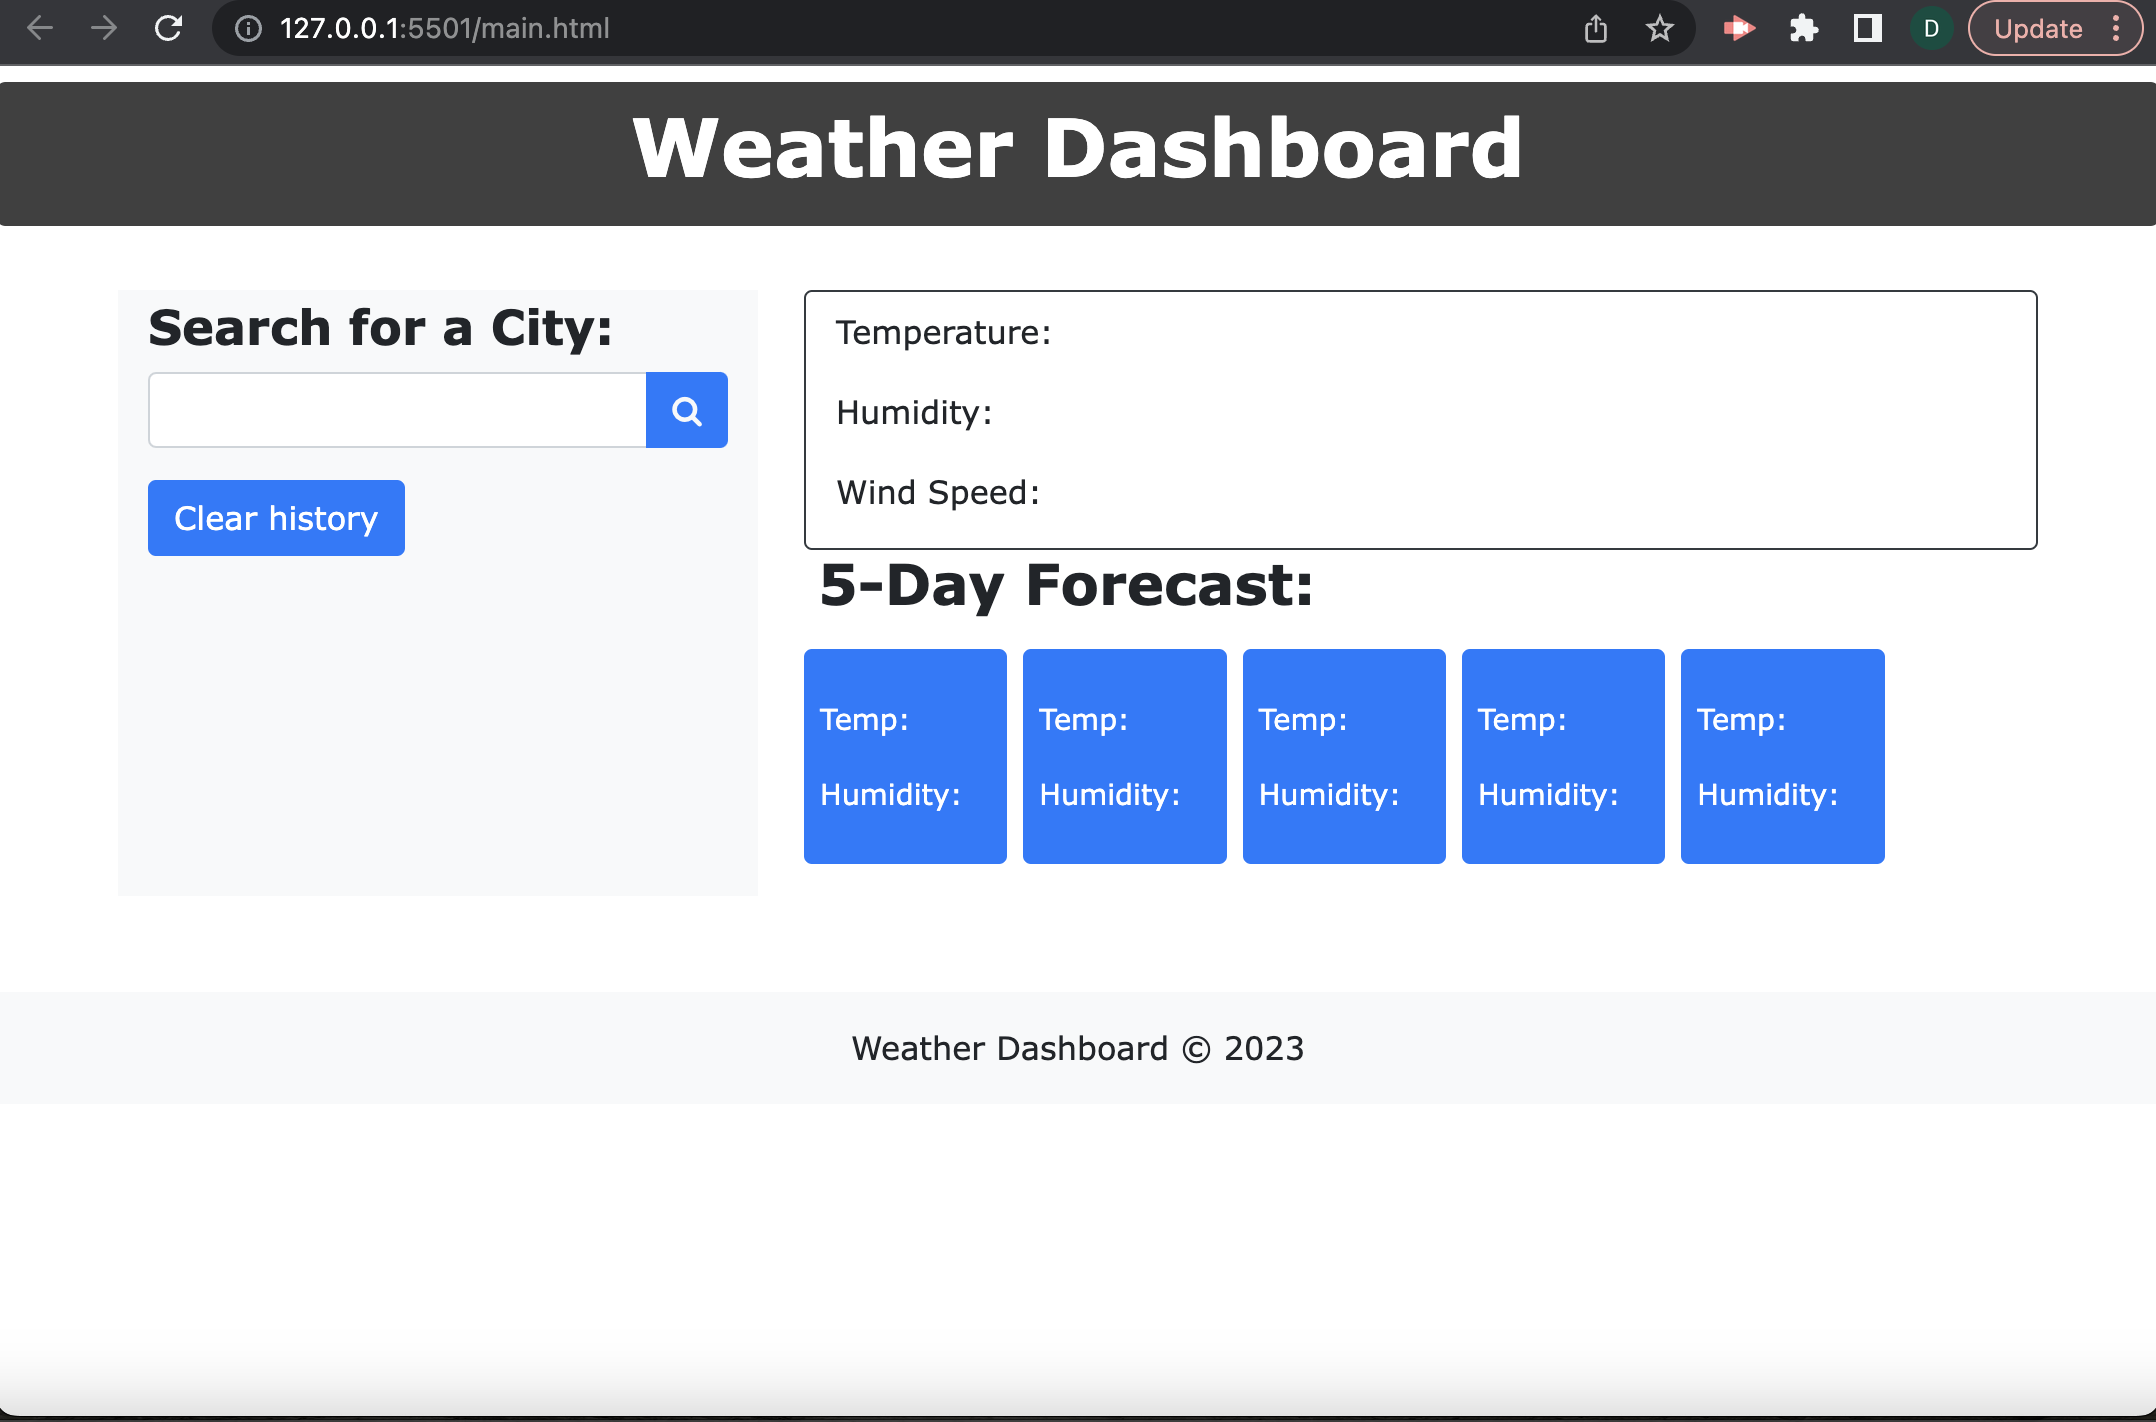 127.0.0.1:5501/main.html
D
Update
Weather Dashboard
Search for a City:
Clear history
Temperature:
Humidity:
Wind Speed:
5-Day Forecast:
Temp: Temp: Temp: Temp: Temp:
Humidity: Humidity: Humidity: Humidity: Humidity:
Weather Dashboard © 2023